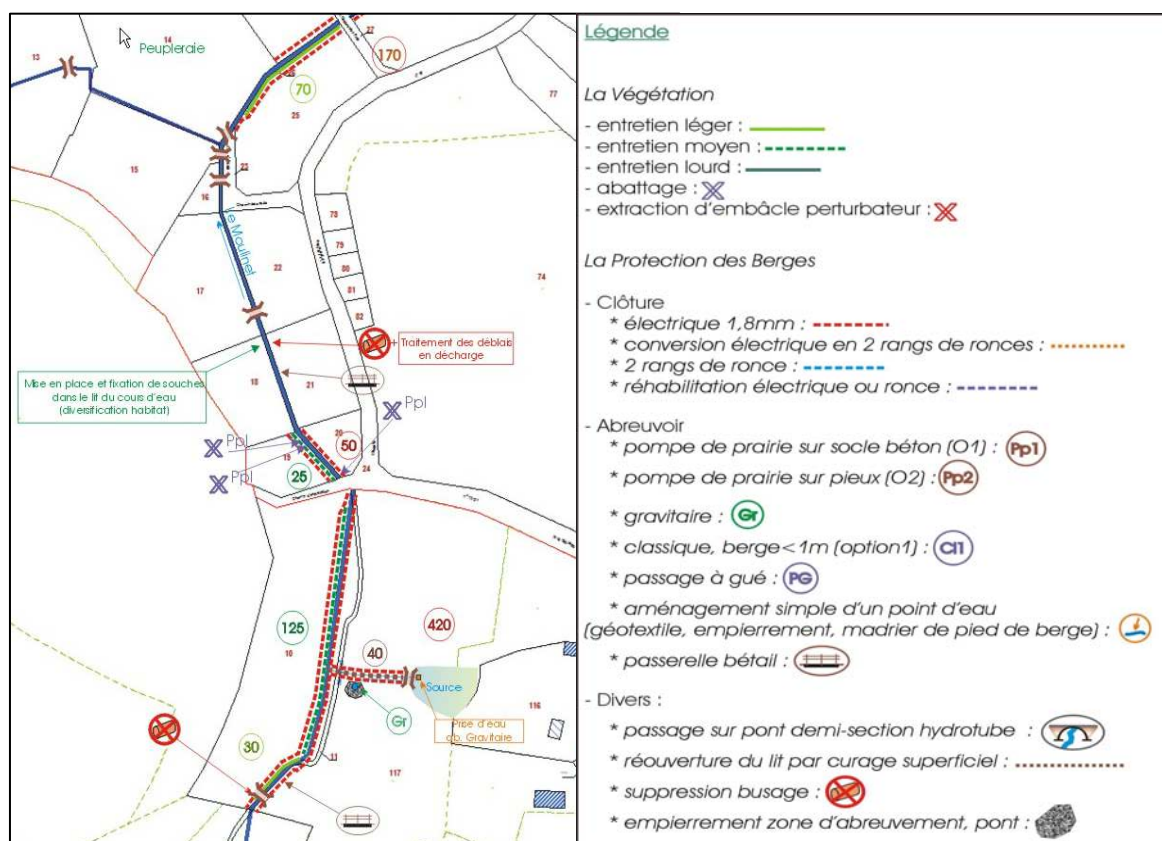 13
14
Peupleraie
27
170
70
26
25
77
15
23
16
78
79
80
81
82
Le Moulinet
22
17
74
+ Traitement des déblais
en décharge
Mise en place et fixation de souches
dans le lit du cours d'eau
(diversification habitat)
18
21
Ppl
Ppl
Ppl
20
50
19
25
24
125
10
420
40
Source
Gr
Prise d'eau
ab. Gravitaire
116
30
11
117
Légende
La Végétation
- entretien léger :
- entretien moyen :
- entretien lourd :
- abattage :
- extraction d'embâcle perturbateur :
La Protection des Berges
- Clôture
* électrique 1,8mm :
* conversion électrique en 2 rangs de ronces :
* 2 rangs de ronce :
* réhabilitation électrique ou ronce :
- Abreuvoir
* pompe de prairie sur socle béton (O1) : Pp1
* pompe de prairie sur pieux (O2) : Pp2
* gravitaire : Gr
* classique, berge<1m (option1) : Cl1
* passage à gué : PG
* aménagement simple d'un point d'eau
(géotextile, empierrement, madrier de pied de berge) :
* passerelle bétail :
- Divers :
* passage sur pont demi-section hydrotube :
* réouverture du lit par curage superficiel :
* suppression busage :
* empierrement zone d'abreuvement, pont :